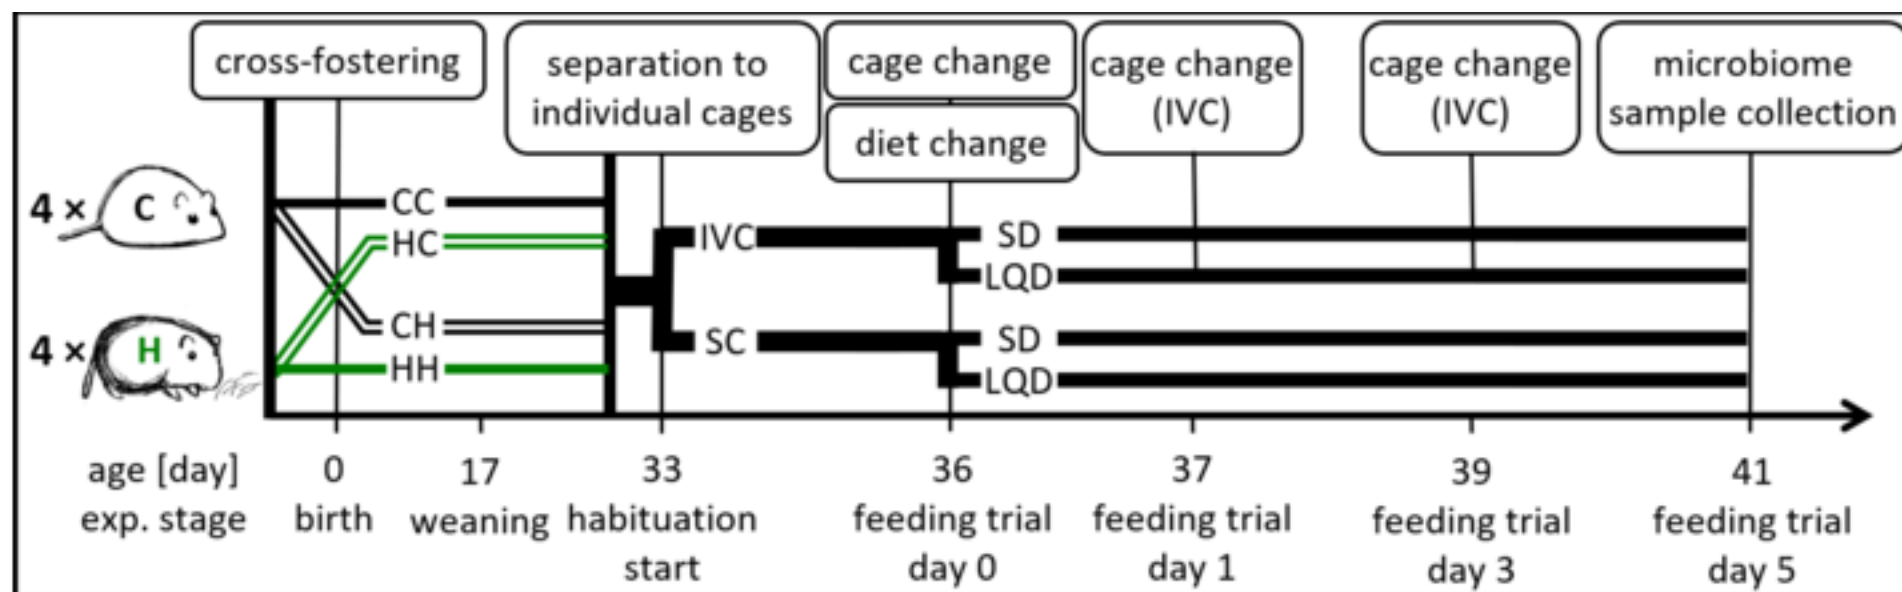 cross-fostering
separation to
individual cages
cage change
diet change
cage change
(IVC)
cage change
(IVC)
microbiome
sample collection
4 × C
4 × H
CC
HC
CH
HH
IVC
SC
SD
LQD
SD
LQD
age [day] 0 17 33 36 37 39 41
exp. stage birth weaning habituation feeding trial feeding trial feeding trial feeding trial
start day 0 day 1 day 3 day 5